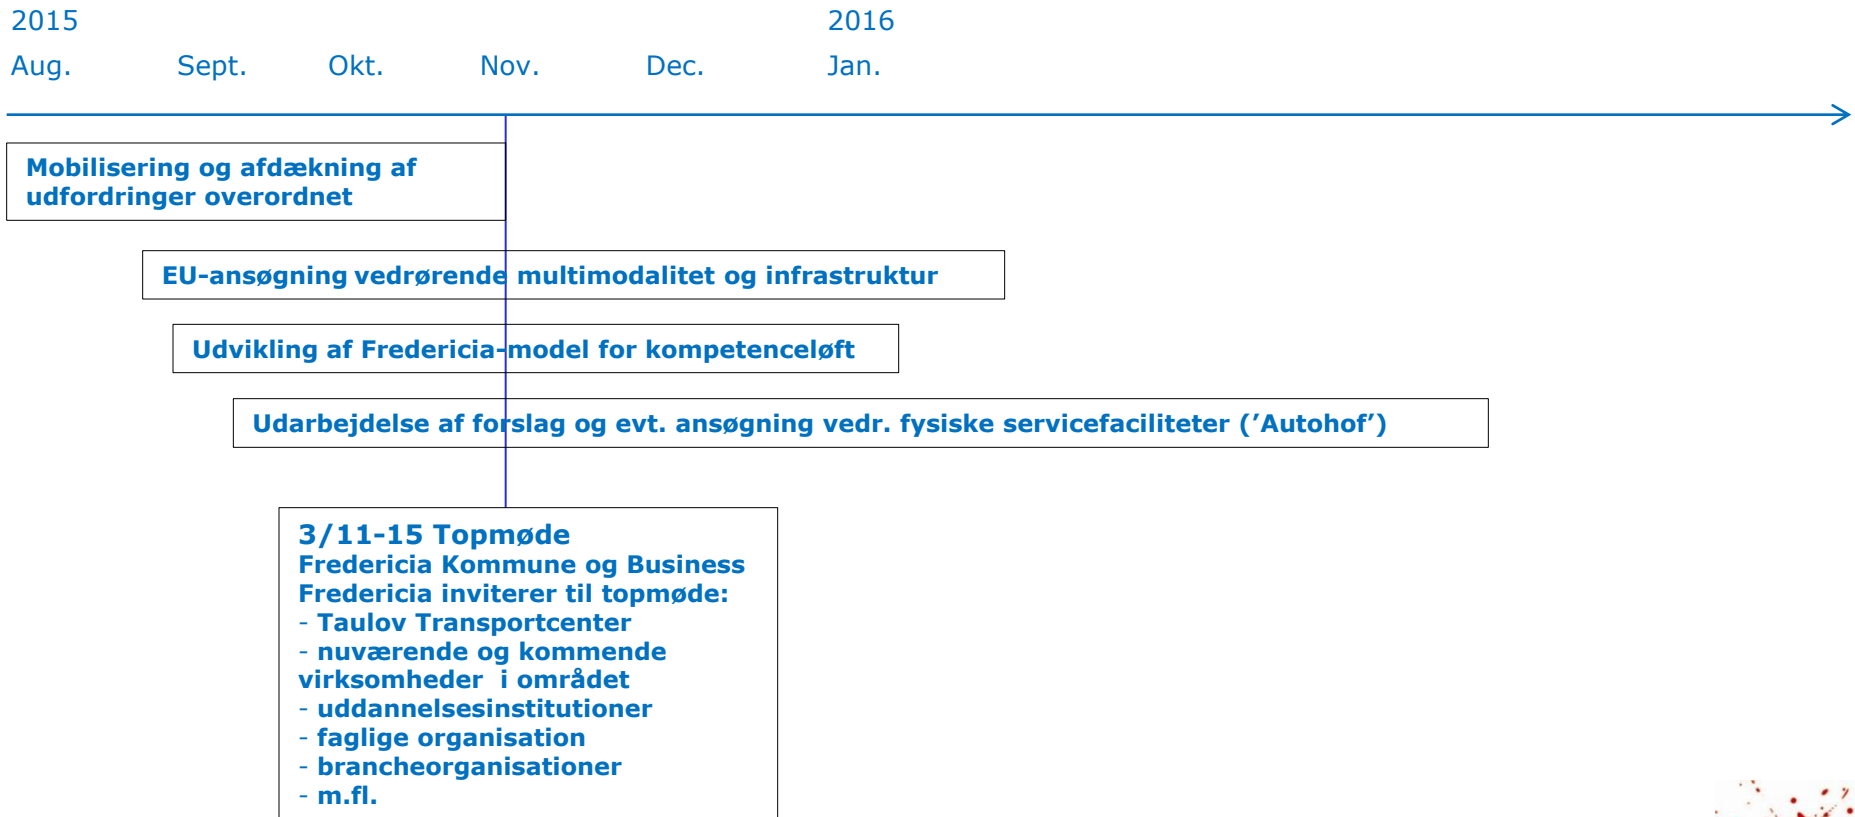 2015 2016
Aug. Sept. Okt. Nov. Dec. Jan.
Mobilisering og afdækning af
udfordringer overordnet
EU-ansøgning vedrørende multimodalitet og infrastruktur
Udvikling af Fredericia-model for kompetenceløft
Udarbejdelse af forslag og evt. ansøgning vedr. fysiske servicefaciliteter (’Autohof’)
3/11-15 Topmøde
Fredericia Kommune og Business
Fredericia inviterer til topmøde:
- Taulov Transportcenter
- nuværende og kommende
virksomheder i området
- uddannelsesinstitutioner
- faglige organisation
- brancheorganisationer
- m.fl.